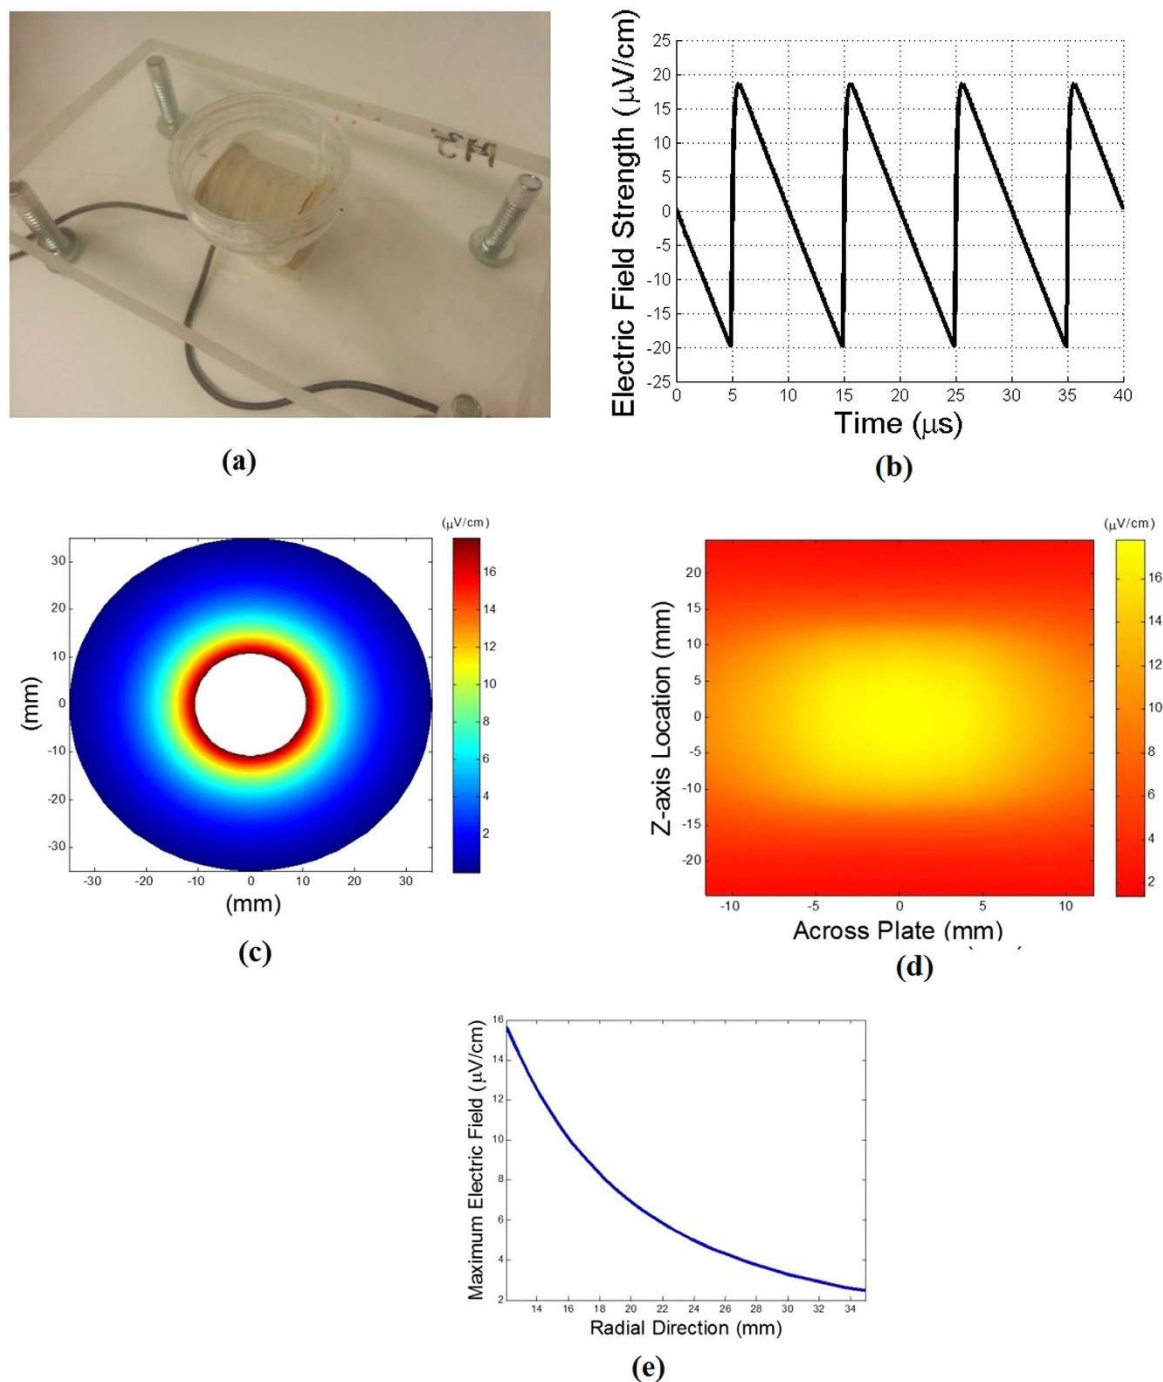 Electric Field Strength (μV/cm)
25
20
15
10
5
0
-5
-10
-15
-20
-25
0 5 10 15 20 25 30 35 40
Time (μs)
(a)
(b)
(μV/cm)
(mm)
30
20
10
0
-10
-20
-30
-30 -20 -10 0 10 20 30
(mm)
16
14
12
10
8
6
4
2
(c)
(μV/cm)
Z-axis Location (mm)
20
15
10
5
0
-5
-10
-15
-20
-10 -5 0 5 10
Across Plate (mm)
16
14
12
10
8
6
4
2
(d)
Maximum Electric Field (μV/cm)
16
14
12
10
8
6
4
2
14 16 18 20 22 24 26 28 30 32 34
Radial Direction (mm)
(e)